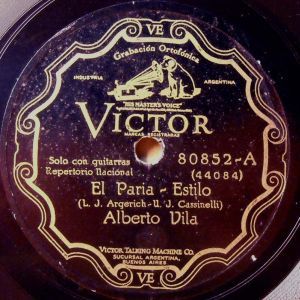 VE
Grabación Ortofónica
INDUSTRIA ARGENTINA
"HIS MASTER'S VOICE"
VICTOR
MARCAS REGISTRADAS
Solo con guitarras 80852-A
Repertorio Nacional (44084)
El Paria - Estilo
(L. J. Argerich-U. J. Cassinelli)
Alberto Vila
VICTOR TALKING MACHINE CO.
SUCURSAL ARGENTINA,
BUENOS AIRES
VE